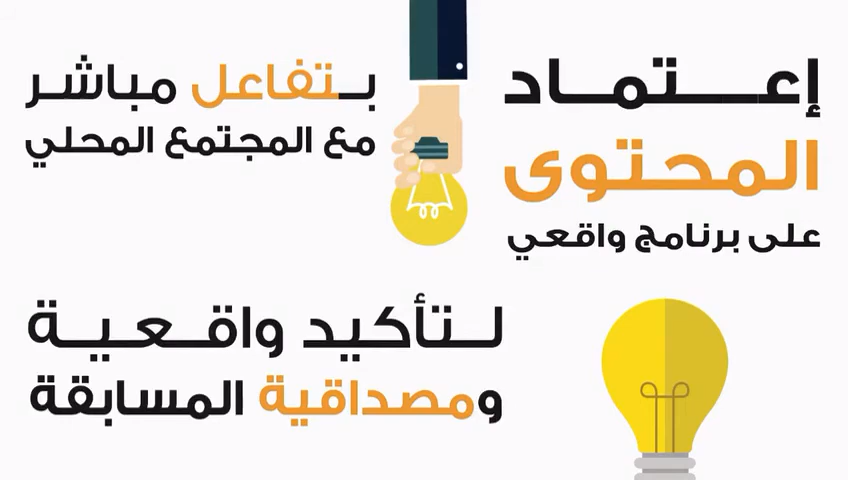 إعتماد
المحتوى
على برنامج واقعي
بتفاعل مباشر
مع المجتمع المحلي
لتأكيد واقعية
ومصداقية المسابقة